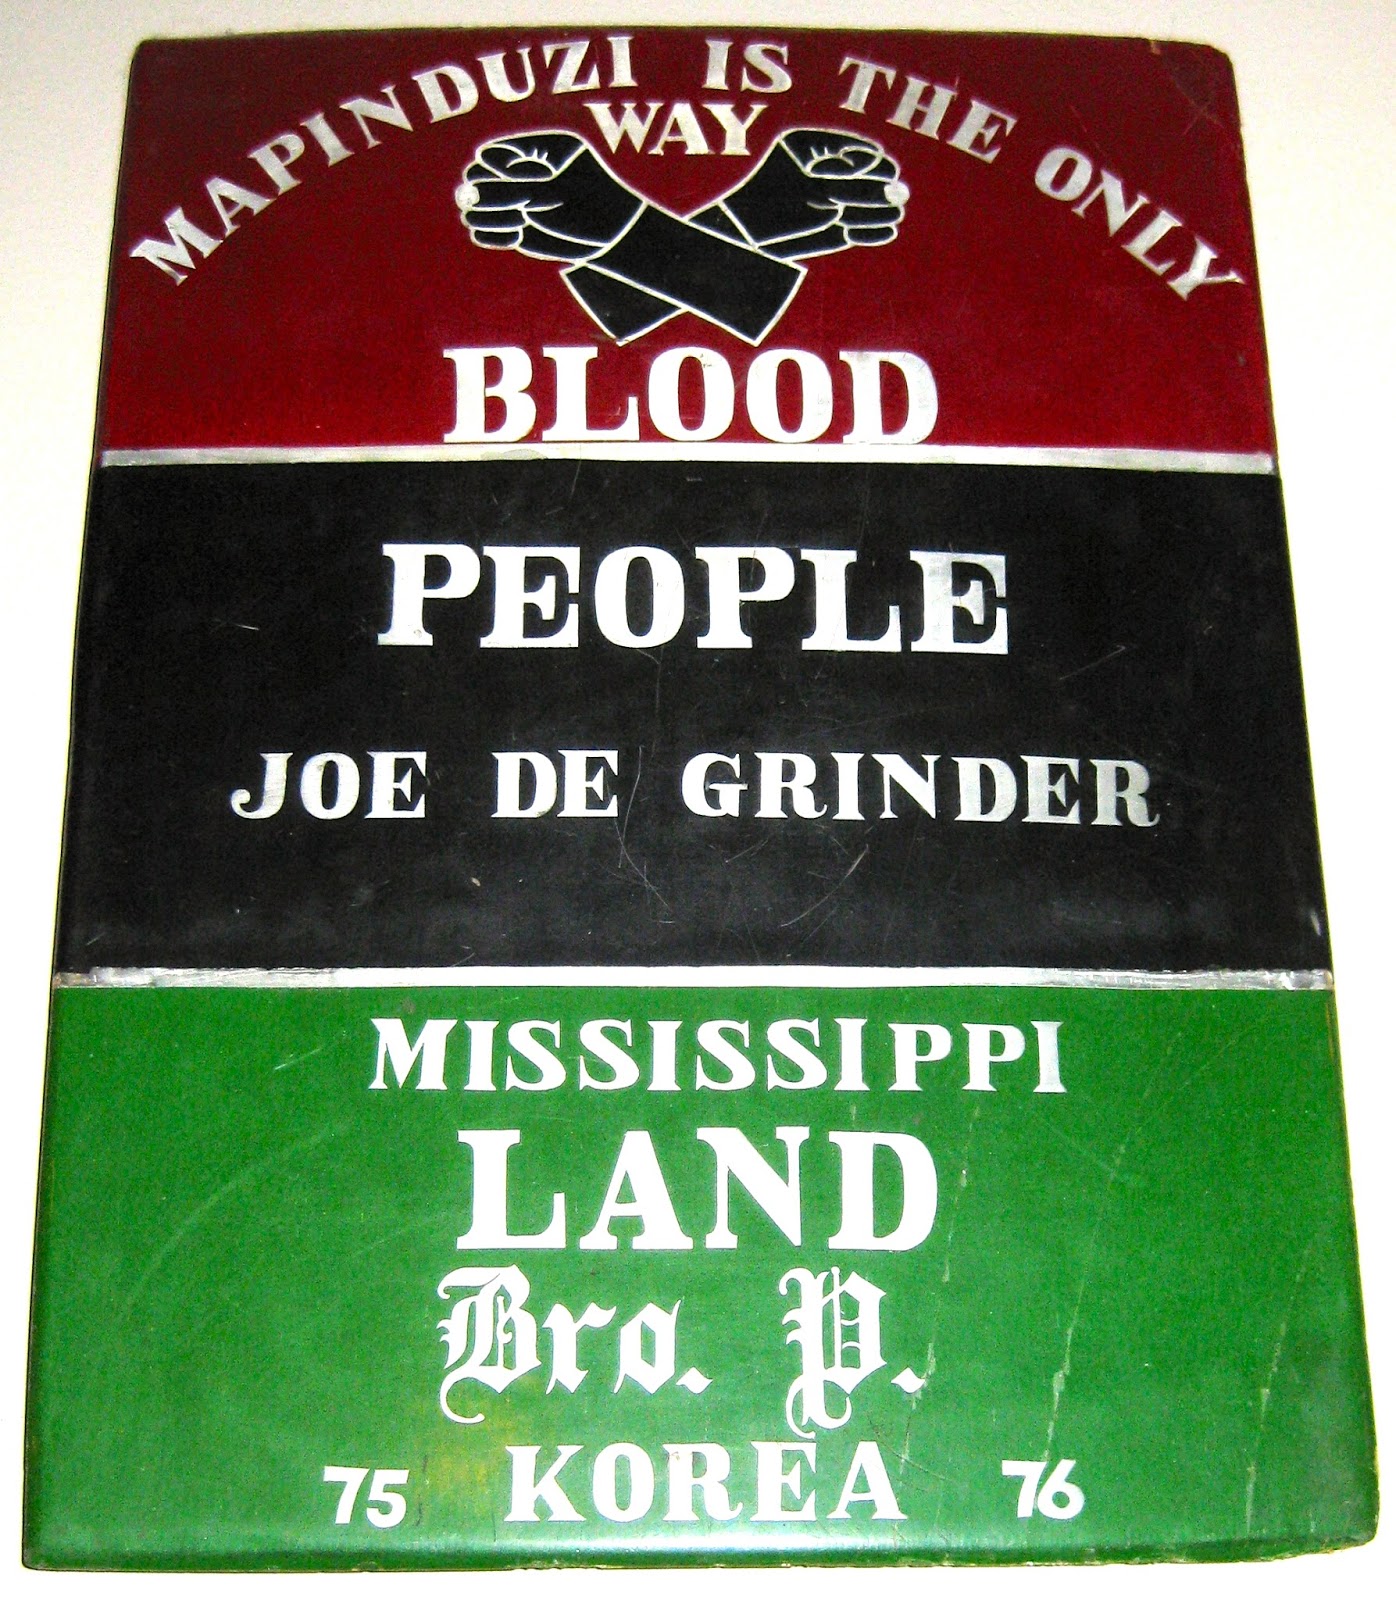 MAPINDUZI IS THE ONLY
WAY
BLOOD
PEOPLE
JOE DE GRINDER
MISSISSIPPI
LAND
Bro. P.
75 KOREA 76